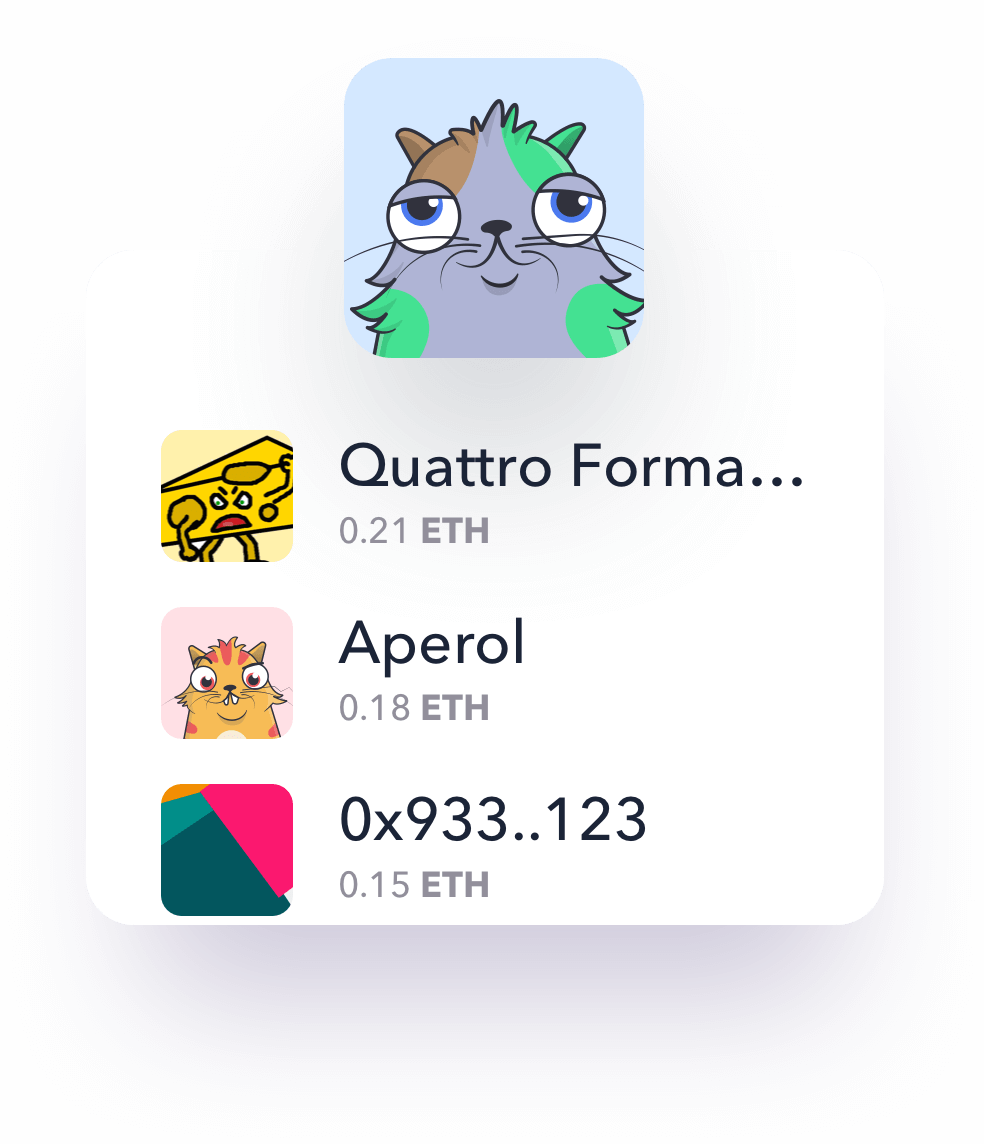 Quattro Forma...
0.21 ETH
Aperol
0.18 ETH
0x933..123
0.15 ETH